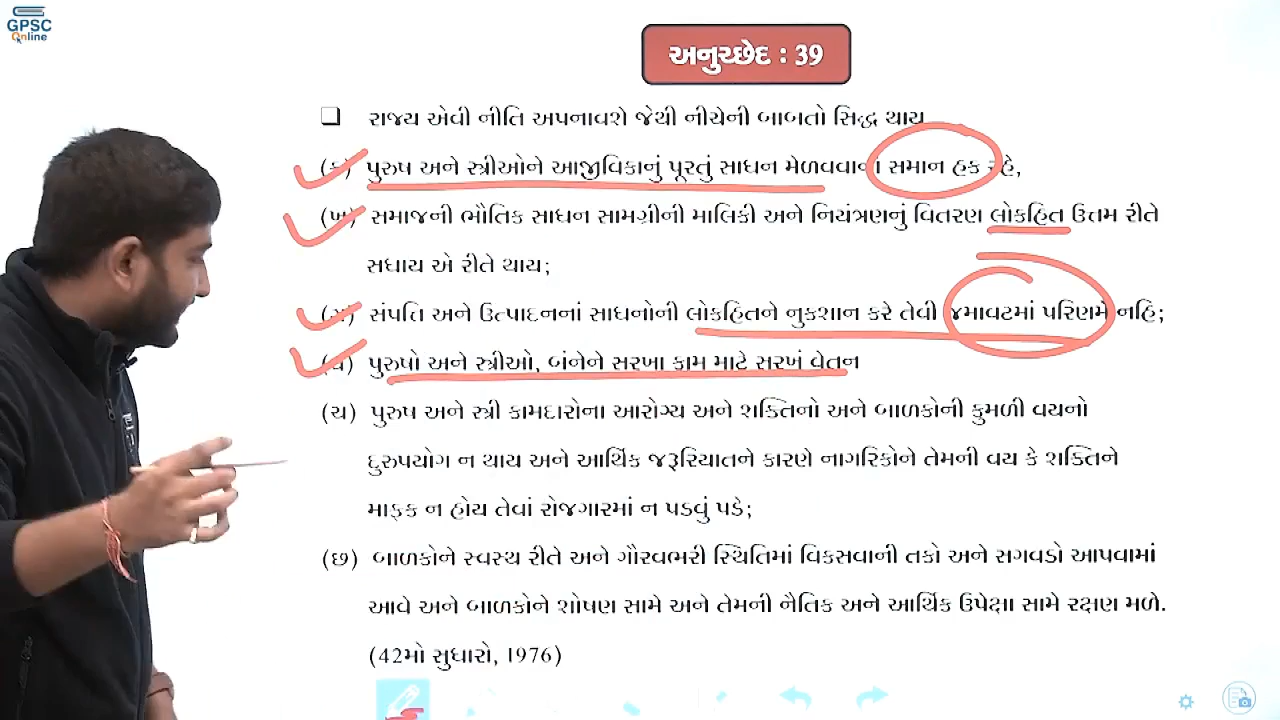 GPSC
Online
અનુચ્છેદ : 39
રાજ્ય એવી નીતિ અપનાવશે જેથી નીચેની બાબતો સિદ્ધ થાય
(ક) પુરુષ અને સ્ત્રીઓને આજીવિકાનું પૂરતું સાધન મેળવવાનો સમાન હક રહે,
(ખ) સમાજની ભૌતિક સાધન સામગ્રીની માલિકી અને નિયંત્રણનું વિતરણ લોકહિત ઉત્તમ રીતે
સધાય એ રીતે થાય;
(ગ) સંપત્તિ અને ઉત્પાદનનાં સાધનોની લોકહિતને નુકશાન કરે તેવી જમાવટમાં પરિણમે નહિ;
(ઘ) પુરુષો અને સ્ત્રીઓ, બંનેને સરખા કામ માટે સરખં વેતન
(ચ) પુરુષ અને સ્ત્રી કામદારોના આરોગ્ય અને શક્તિનો અને બાળકોની કુમળી વયનો
દુરુપયોગ ન થાય અને આર્થિક જરૂરિયાતને કારણે નાગરિકોને તેમની વય કે શક્તિને
માફક ન હોય તેવાં રોજગારમાં ન પડવું પડે;
(છ) બાળકોને સ્વસ્થ રીતે અને ગૌરવભરી સ્થિતિમાં વિકસવાની તકો અને સગવડો આપવામાં
આવે અને બાળકોને શોષણ સામે અને તેમની નૈતિક અને આર્થિક ઉપેક્ષા સામે રક્ષણ મળે.
(42મો સુધારો, 1976)